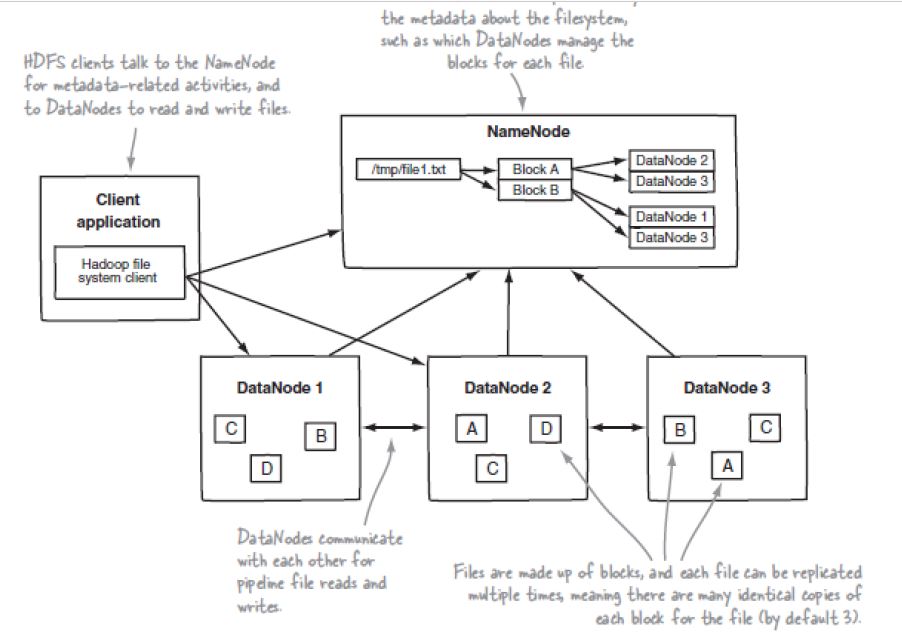 the metadata about the filesystem,
such as which DataNodes manage the
blocks for each file.
HDFS clients talk to the NameNode
for metadata-related activities, and
to DataNodes to read and write files.
NameNode
/tmp/file1.txt
Block A
Block B
DataNode 2
DataNode 3
DataNode 1
DataNode 3
Client
application
Hadoop file
system client
DataNode 1
C
B
D
DataNode 2
A
D
C
DataNode 3
B
C
A
DataNodes communicate
with each other for
pipeline file reads and
writes.
Files are made up of blocks, and each file can be replicated
multiple times, meaning there are many identical copies of
each block for the file (by default 3).